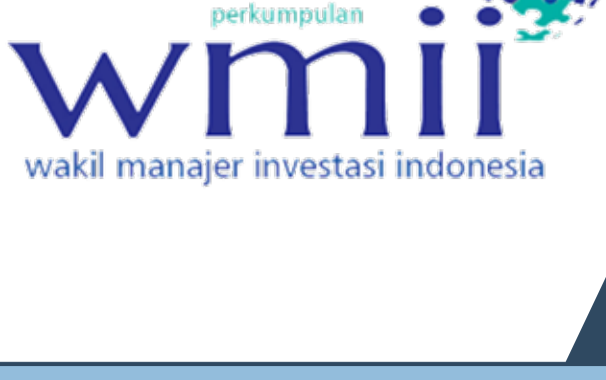 perkumpulan
wmii
wakil manajer investasi indonesia